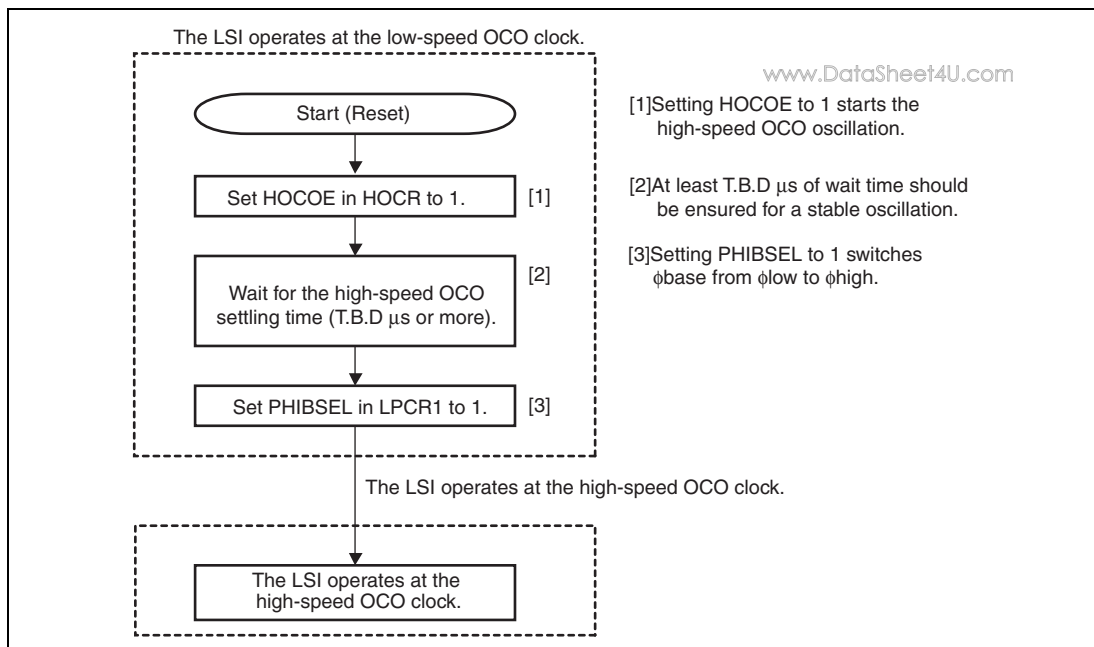 The LSI operates at the low-speed OCO clock.
www.DataSheet4U.com
Start (Reset)
Set HOCOE in HOCR to 1.
[1]
Wait for the high-speed OCO
settling time (T.B.D μs or more).
[2]
Set PHIBSEL in LPCR1 to 1.
[3]
[1]Setting HOCOE to 1 starts the
high-speed OCO oscillation.
[2]At least T.B.D μs of wait time should
be ensured for a stable oscillation.
[3]Setting PHIBSEL to 1 switches
ϕbase from ϕlow to ϕhigh.
The LSI operates at the high-speed OCO clock.
The LSI operates at the
high-speed OCO clock.